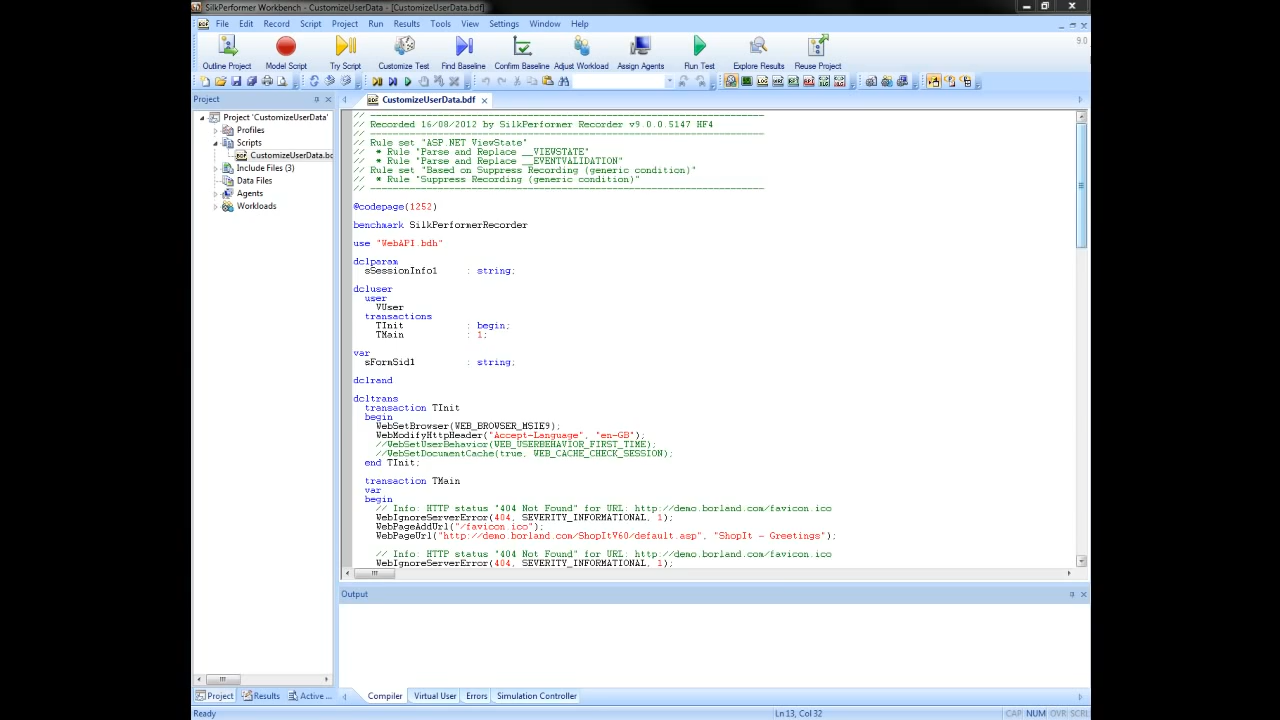 SilkPerformer Workbench - CustomizeUserData - [CustomizeUserData.bdf]
File Edit Record Script Project Run Results Tools View Settings Window Help
9.0
Outline Project Model Script Try Script Customize Test Find Baseline Confirm Baseline Adjust Workload Assign Agents Run Test Explore Results Reuse Project
Project
CustomizeUserData.bdf
Project 'CustomizeUserData'
Profiles
Scripts
CustomizeUserData.bd
Include Files (3)
Data Files
Agents
Workloads
// ---------------------------------------------------------------------
// Recorded 16/08/2012 by SilkPerformer Recorder v9 0.0.5147 HF4
// ---------------------------------------------------------------------
// Rule set "ASP.NET ViewState"
//  * Rule "Parse and Replace __VIEWSTATE"
//  * Rule "Parse and Replace __EVENTVALIDATION"
// Rule set "Based on Suppress Recording (generic condition)"
//  * Rule "Suppress Recording (generic condition)"
// ---------------------------------------------------------------------
@codepage(1252)
benchmark SilkPerformerRecorder
use "WebAPI.bdh"
dclparam
sSessionInfo1 : string;
dcluser
user
VUser
transactions
TInit : begin;
TMain : 1;
var
sFormSid1 : string;
dclrand
dcltrans
transaction TInit
begin
WebSetBrowser(WEB_BROWSER_MSIE9);
WebModifyHttpHeader("Accept-Language", "en-GB");
//WebSetUserBehavior(WEB_USERBEHAVIOR_FIRST_TIME);
//WebSetDocumentCache(true, WEB_CACHE_CHECK_SESSION);
end TInit;
transaction TMain
var
begin
// Info: HTTP status "404 Not Found" for URL: http://demo.borland.com/favicon.ico
WebIgnoreServerError(404, SEVERITY_INFORMATIONAL, 1);
WebPageAddUrl("/favicon.ico");
WebPageUrl("http://demo.borland.com/ShopItV60/default.asp", "ShopIt - Greetings");
// Info: HTTP status "404 Not Found" for URL: http://demo.borland.com/favicon.ico
WebIgnoreServerError(404, SEVERITY_INFORMATIONAL, 1);
Output
Project Results Active ...
Compiler Virtual User Errors Simulation Controller
Ready
Ln 13, Col 32
CAP NUM OVR SCRL